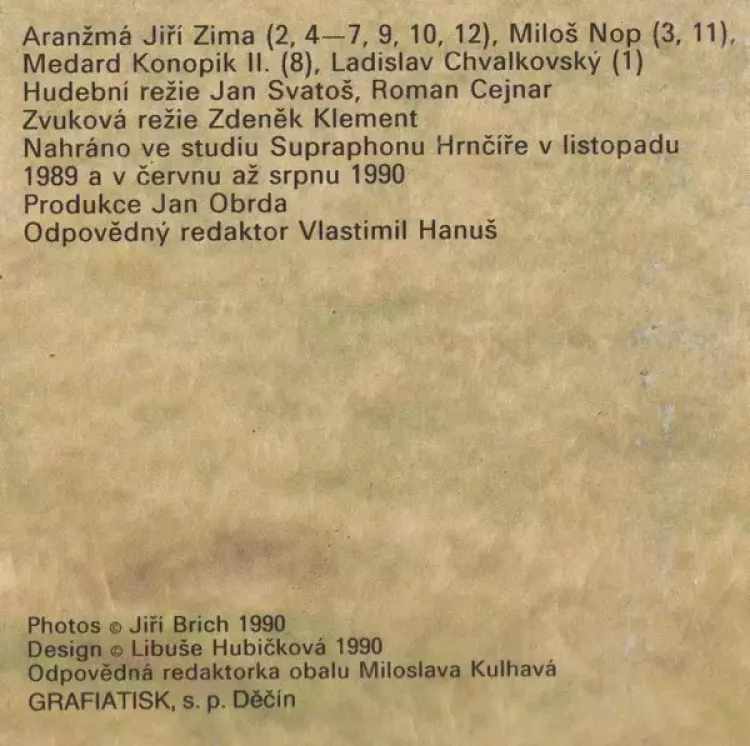 Aranžmá Jiří Zima (2, 4—7, 9, 10, 12), Miloš Nop (3, 11),
Medard Konopik II. (8), Ladislav Chvalkovský (1)
Hudební režie Jan Svatoš, Roman Cejnar
Zvuková režie Zdeněk Klement
Nahráno ve studiu Supraphonu Hrnčíře v listopadu
1989 a v červnu až srpnu 1990
Produkce Jan Obrda
Odpovědný redaktor Vlastimil Hanuš
Photos © Jiří Brich 1990
Design © Libuše Hubičková 1990
Odpovědná redaktorka obalu Miloslava Kulhavá
GRAFIATISK, s. p. Děčín